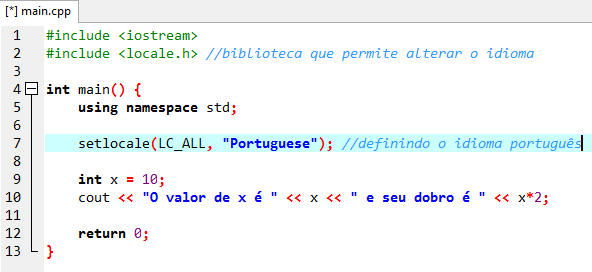 [*] main.cpp
1 #include <iostream>
2 #include <locale.h> //biblioteca que permite alterar o idioma
3
4 int main() {
5 using namespace std;
6
7 setlocale(LC_ALL, "Portuguese"); //definindo o idioma português
8
9 int x = 10;
10 cout << "O valor de x é " << x << " e seu dobro é " << x*2;
11
12 return 0;
13 }